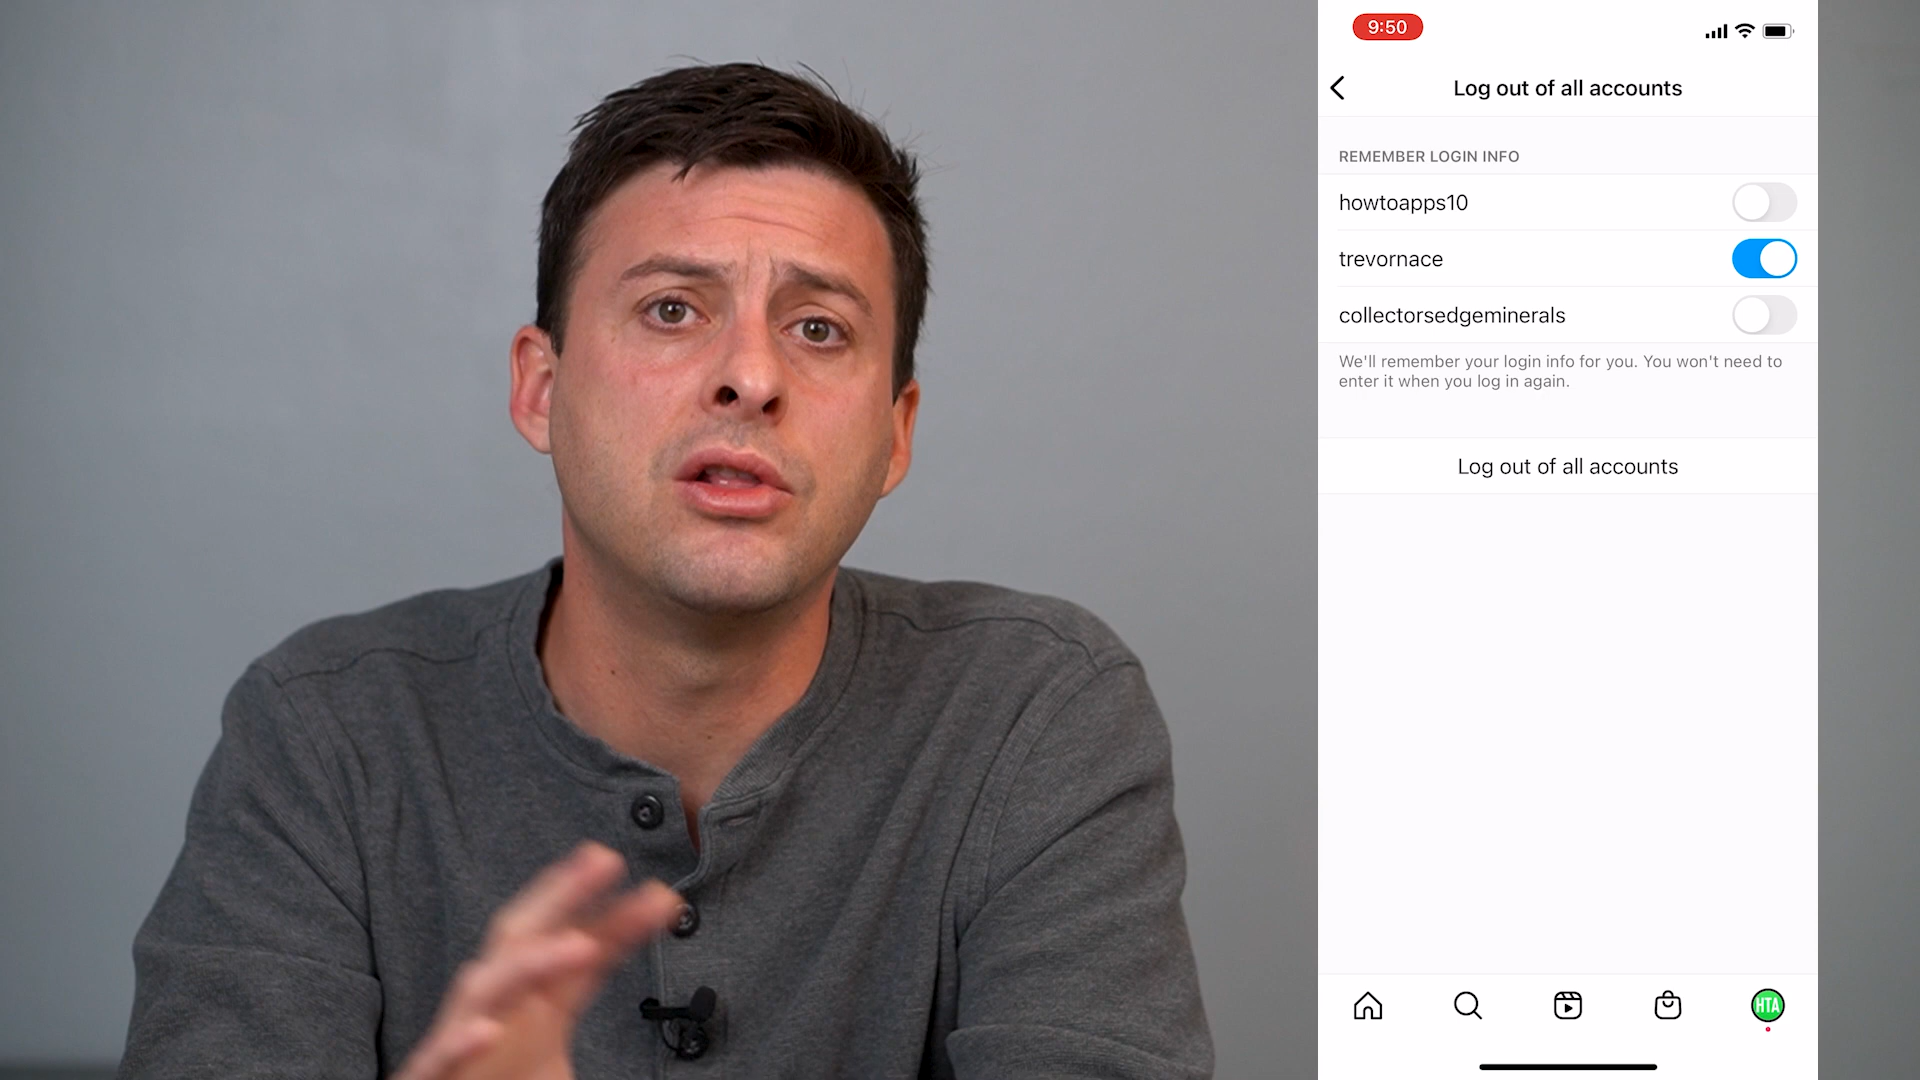 9:50
Log out of all accounts
REMEMBER LOGIN INFO
howtoapps10
trevornace
collectorsedgeminerals
We'll remember your login info for you. You won't need to
enter it when you log in again.
Log out of all accounts
HTA